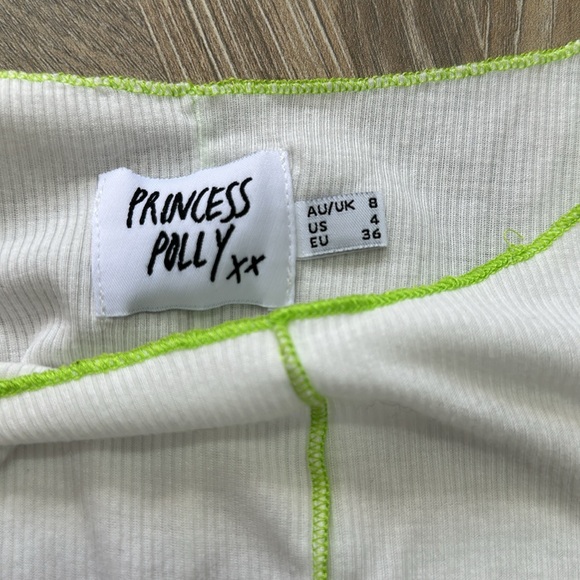 PRINCESS
POLLY xx
AU/UK 8
US 4
EU 36